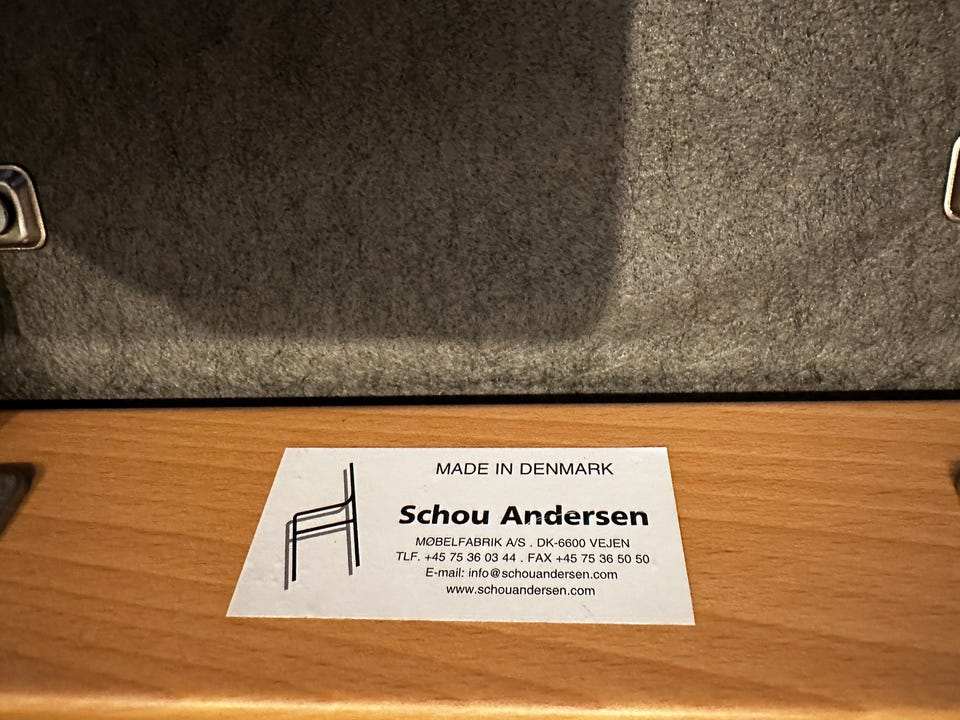 MADE IN DENMARK
Schou Andersen
MØBELFABRIK A/S . DK-6600 VEJEN
TLF. +45 75 36 03 44 . FAX +45 75 36 50 50
E-mail: info@schouandersen.com
www.schouandersen.com